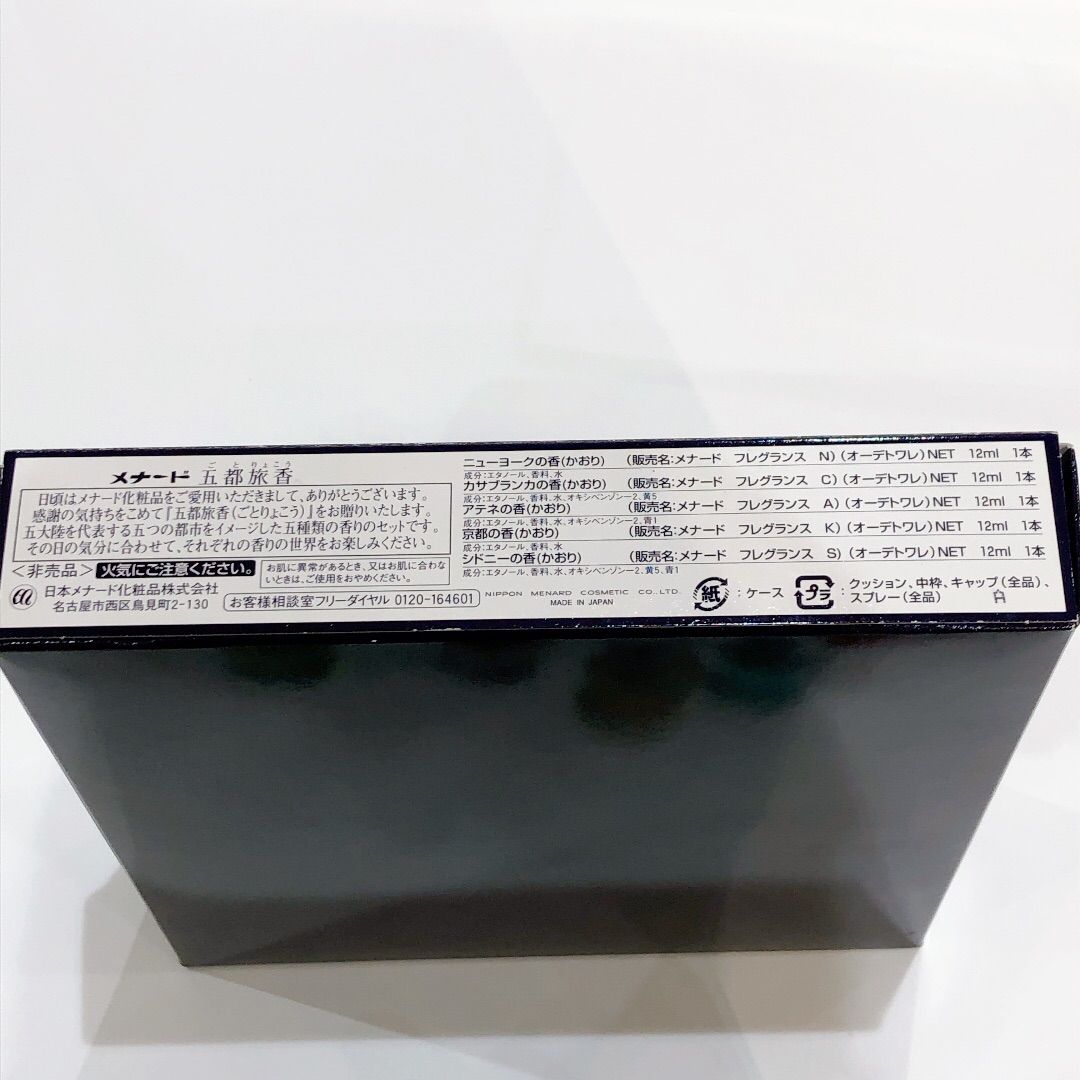 ごとりょこう
メナード 五都旅香
日頃はメナード化粧品をご愛用いただきまして、ありがとうございます。
感謝の気持ちをこめて『五都旅香(ごとりょこう)』をお贈りいたします。
五大陸を代表する五つの都市をイメージした五種類の香りのセットです。
その日の気分に合わせて、それぞれの香りの世界をお楽しみください。
<非売品> 火気にご注意ください。
お肌に異常があるとき、又はお肌に合わ
ないときは、ご使用をおやめください。
日本メナード化粧品株式会社
名古屋市西区鳥見町2-130
お客様相談室フリーダイヤル 0120-164601
ニューヨークの香(かおり) (販売名:メナード フレグランス N) (オーデトワレ) NET 12ml 1本
成分:エタノール、香料、水
カサブランカの香(かおり) (販売名:メナード フレグランス C) (オーデトワレ) NET 12ml 1本
成分:エタノール、香料、水、オキシベンゾン-2、黄5
アテネの香(かおり) (販売名:メナード フレグランス A) (オーデトワレ) NET 12ml 1本
成分:エタノール、香料、水、オキシベンゾン-2、青1
京都の香(かおり) (販売名:メナード フレグランス K) (オーデトワレ) NET 12ml 1本
成分:エタノール、香料、水
シドニーの香(かおり) (販売名:メナード フレグランス S) (オーデトワレ) NET 12ml 1本
成分:エタノール、香料、水、オキシベンゾン-2、黄5、青1
NIPPON MENARD COSMETIC CO.,LTD.
MADE IN JAPAN
紙 :ケース
プラ :クッション、中枠、キャップ(全品)、
スプレー(全品)